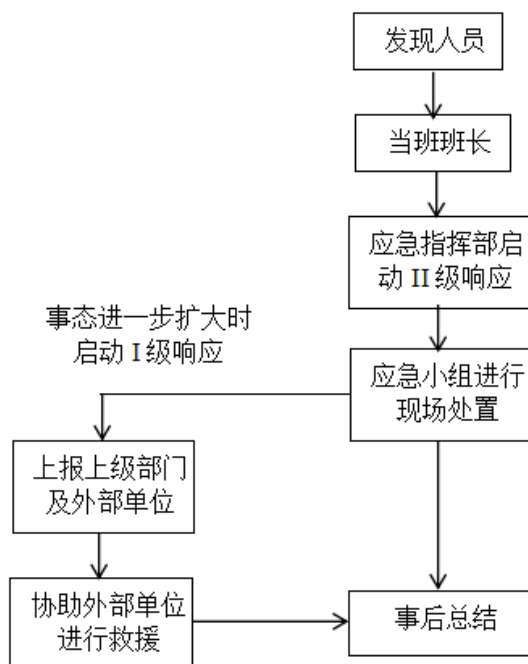 发现人员
当班班长
应急指挥部启
动 II 级响应
事态进一步扩大时
启动 I 级响应
应急小组进行
现场处置
上报上级部门
及外部单位
协助外部单位
进行救援
事后总结